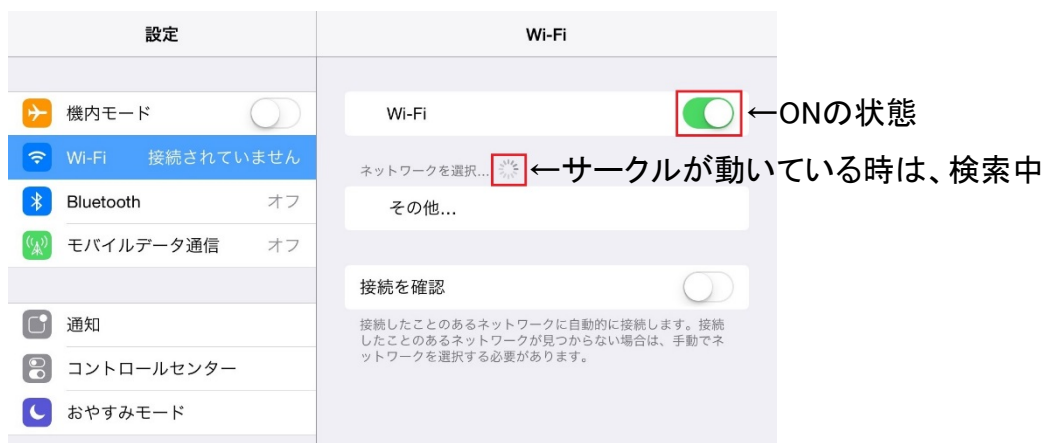 設定
Wi-Fi
機内モード
Wi-Fi 接続されていません
Bluetooth オフ
モバイルデータ通信 オフ
通知
コントロールセンター
おやすみモード
Wi-Fi
←ONの状態
ネットワークを選択...
←サークルが動いている時は、検索中
その他...
接続を確認
接続したことのあるネットワークに自動的に接続します。接続
したことのあるネットワークが見つからない場合は、手動でネ
ットワークを選択する必要があります。